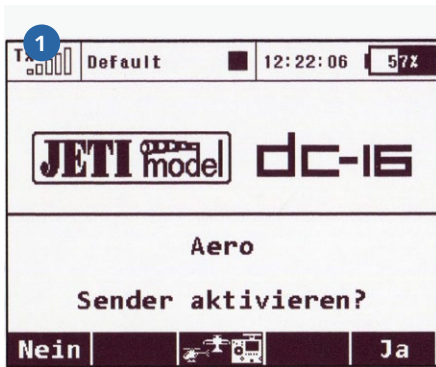 1
Tx Default 12:22:06 57%
JETI model dc-16
Aero
Sender aktivieren?
Nein Ja